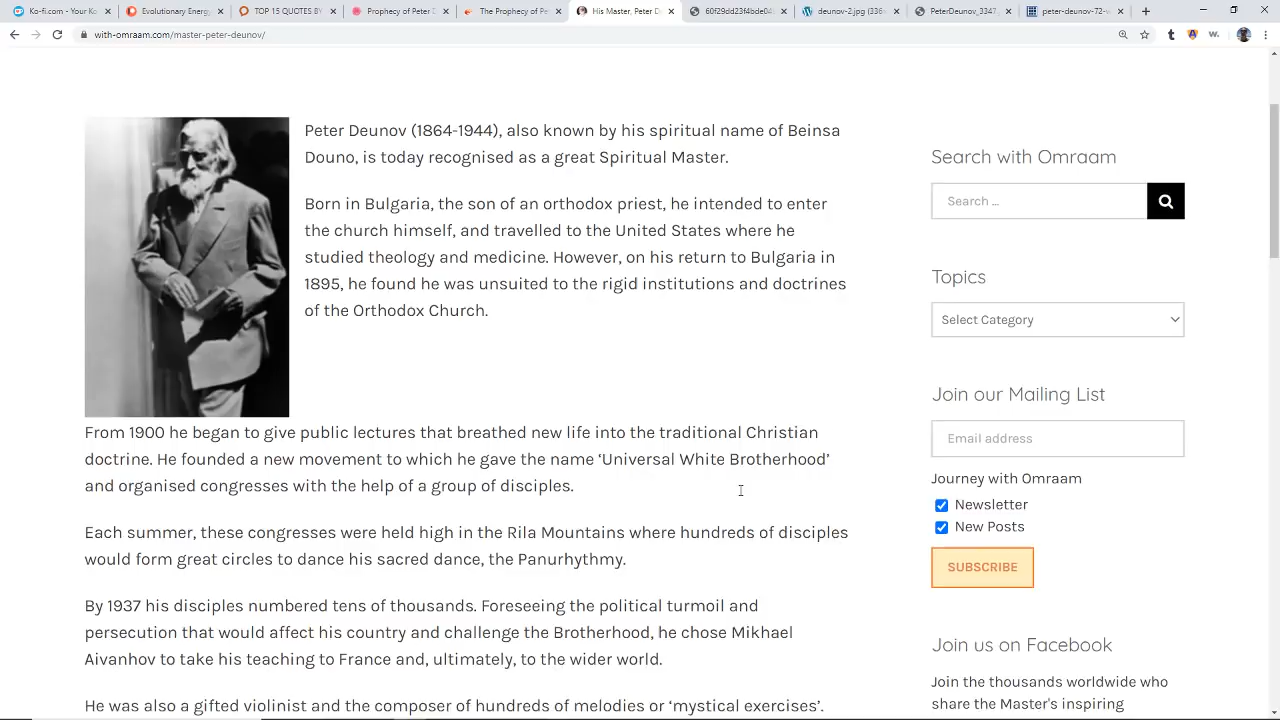 Ko-fi.com
Evolutionary Energy
TOP 15 QUOTES BY
Prophecy of Peter D
The Prophecy of Pet
His Master, Peter De
60f29dd23f4bde04
deunov-2.jpg (336×
PeterDeunov_3347_
peter-deunov-72-w
with-omraam.com/master-peter-deunov/
Peter Deunov (1864-1944), also known by his spiritual name of Beinsa
Douno, is today recognised as a great Spiritual Master.
Born in Bulgaria, the son of an orthodox priest, he intended to enter
the church himself, and travelled to the United States where he
studied theology and medicine. However, on his return to Bulgaria in
1895, he found he was unsuited to the rigid institutions and doctrines
of the Orthodox Church.
From 1900 he began to give public lectures that breathed new life into the traditional Christian
doctrine. He founded a new movement to which he gave the name ‘Universal White Brotherhood’
and organised congresses with the help of a group of disciples.
Each summer, these congresses were held high in the Rila Mountains where hundreds of disciples
would form great circles to dance his sacred dance, the Panurhythmy.
By 1937 his disciples numbered tens of thousands. Foreseeing the political turmoil and
persecution that would affect his country and challenge the Brotherhood, he chose Mikhael
Aivanhov to take his teaching to France and, ultimately, to the wider world.
He was also a gifted violinist and the composer of hundreds of melodies or ‘mystical exercises’.
Search with Omraam
Search ...
Topics
Select Category
Join our Mailing List
Email address
Journey with Omraam
Newsletter
New Posts
SUBSCRIBE
Join us on Facebook
Join the thousands worldwide who
share the Master's inspiring